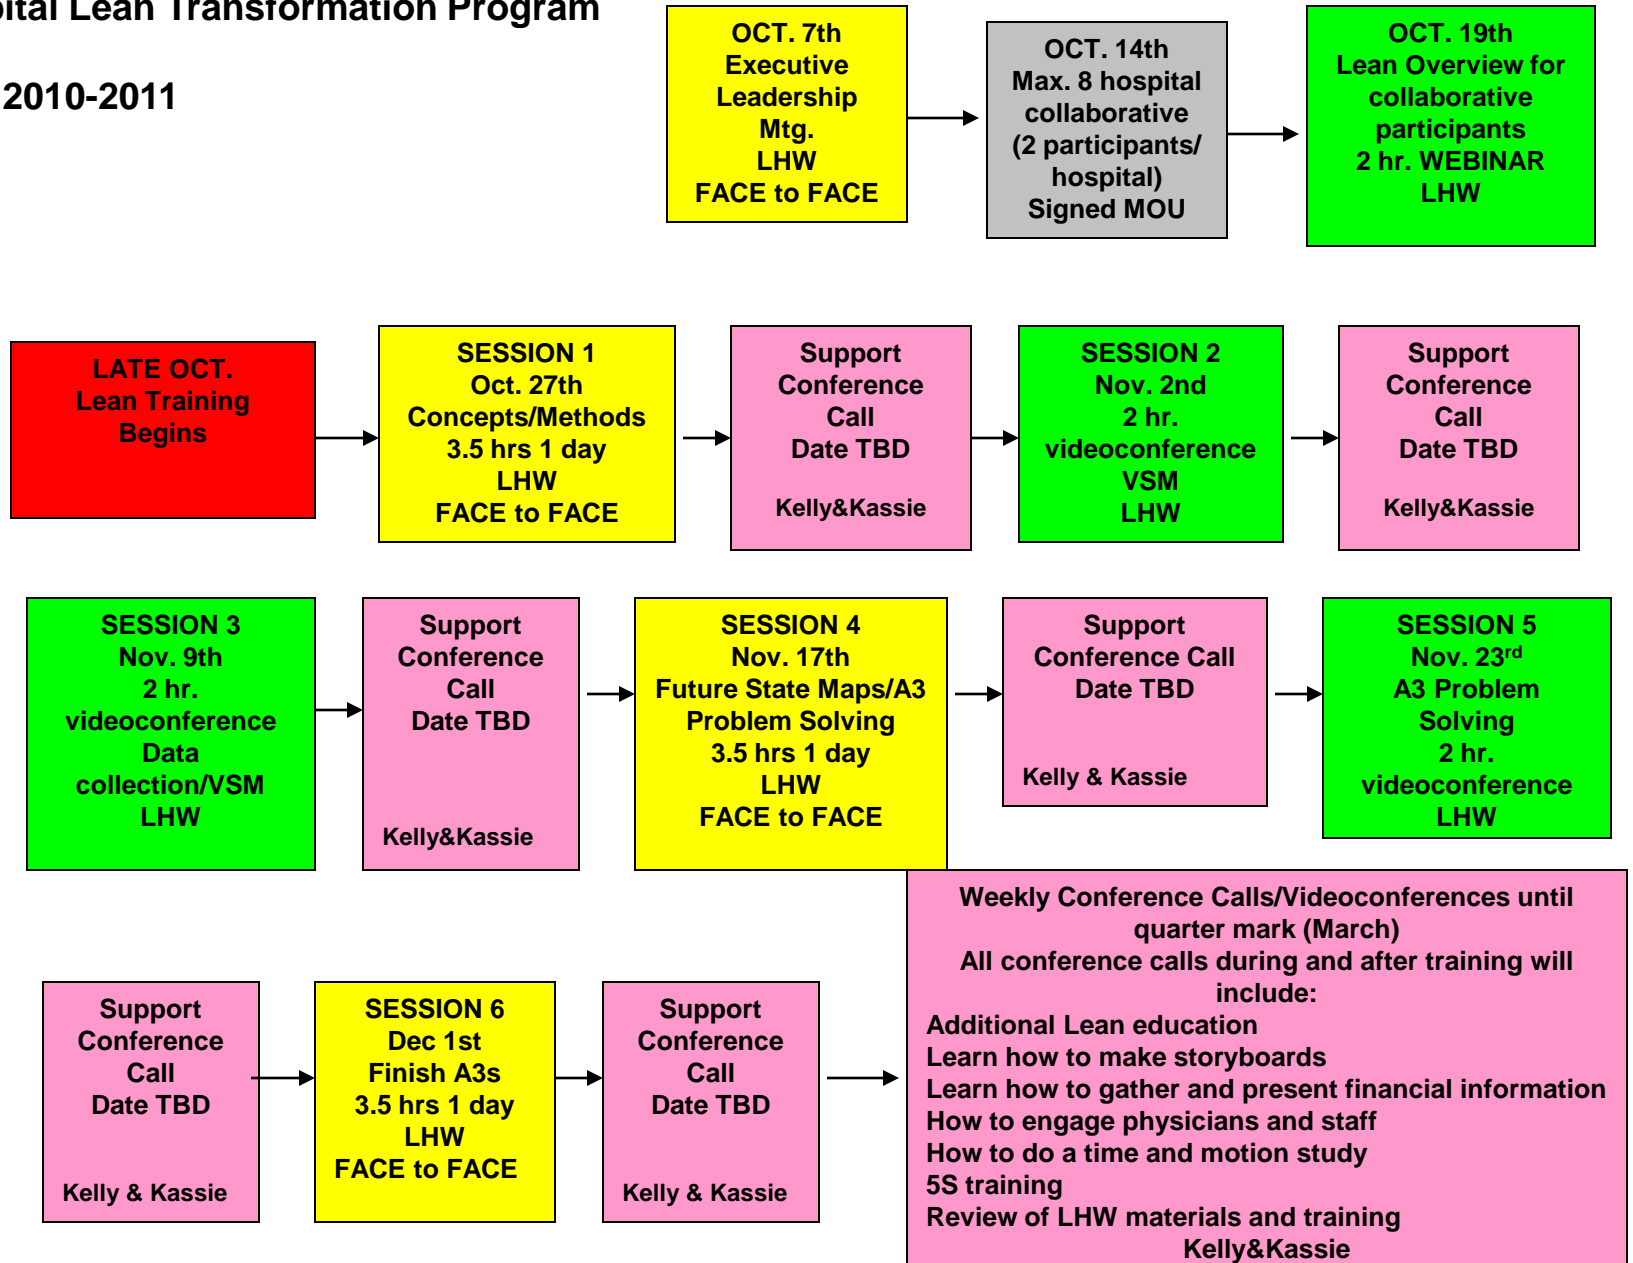 pital Lean Transformation Program
2010-2011
OCT. 7th
Executive
Leadership
Mtg.
LHW
FACE to FACE
OCT. 14th
Max. 8 hospital
collaborative
(2 participants/
hospital)
Signed MOU
OCT. 19th
Lean Overview for
collaborative
participants
2 hr. WEBINAR
LHW
LATE OCT.
Lean Training
Begins
SESSION 1
Oct. 27th
Concepts/Methods
3.5 hrs 1 day
LHW
FACE to FACE
Support
Conference
Call
Date TBD
Kelly&Kassie
SESSION 2
Nov. 2nd
2 hr.
videoconference
VSM
LHW
Support
Conference
Call
Date TBD
Kelly&Kassie
SESSION 3
Nov. 9th
2 hr.
videoconference
Data
collection/VSM
LHW
Support
Conference
Call
Date TBD
Kelly&Kassie
SESSION 4
Nov. 17th
Future State Maps/A3
Problem Solving
3.5 hrs 1 day
LHW
FACE to FACE
Support
Conference Call
Date TBD
Kelly & Kassie
SESSION 5
Nov. 23rd
A3 Problem
Solving
2 hr.
videoconference
LHW
Support
Conference
Call
Date TBD
Kelly & Kassie
SESSION 6
Dec 1st
Finish A3s
3.5 hrs 1 day
LHW
FACE to FACE
Support
Conference
Call
Date TBD
Kelly & Kassie
Weekly Conference Calls/Videoconferences until
quarter mark (March)
All conference calls during and after training will
include:
Additional Lean education
Learn how to make storyboards
Learn how to gather and present financial information
How to engage physicians and staff
How to do a time and motion study
5S training
Review of LHW materials and training
Kelly&Kassie